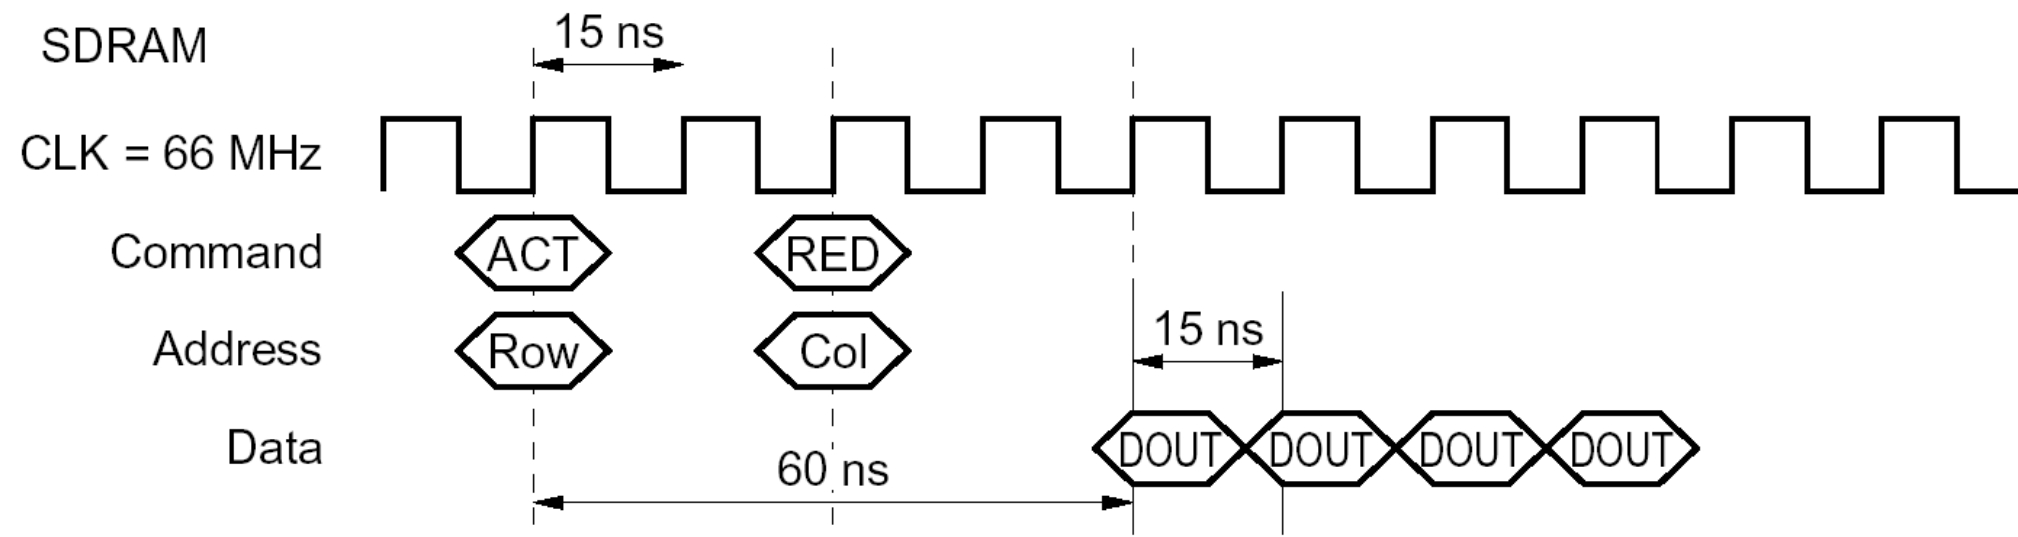 SDRAM
15 ns
CLK = 66 MHz
Command
ACT
RED
Address
Row
Col
15 ns
Data
DOUT
DOUT
DOUT
DOUT
60 ns